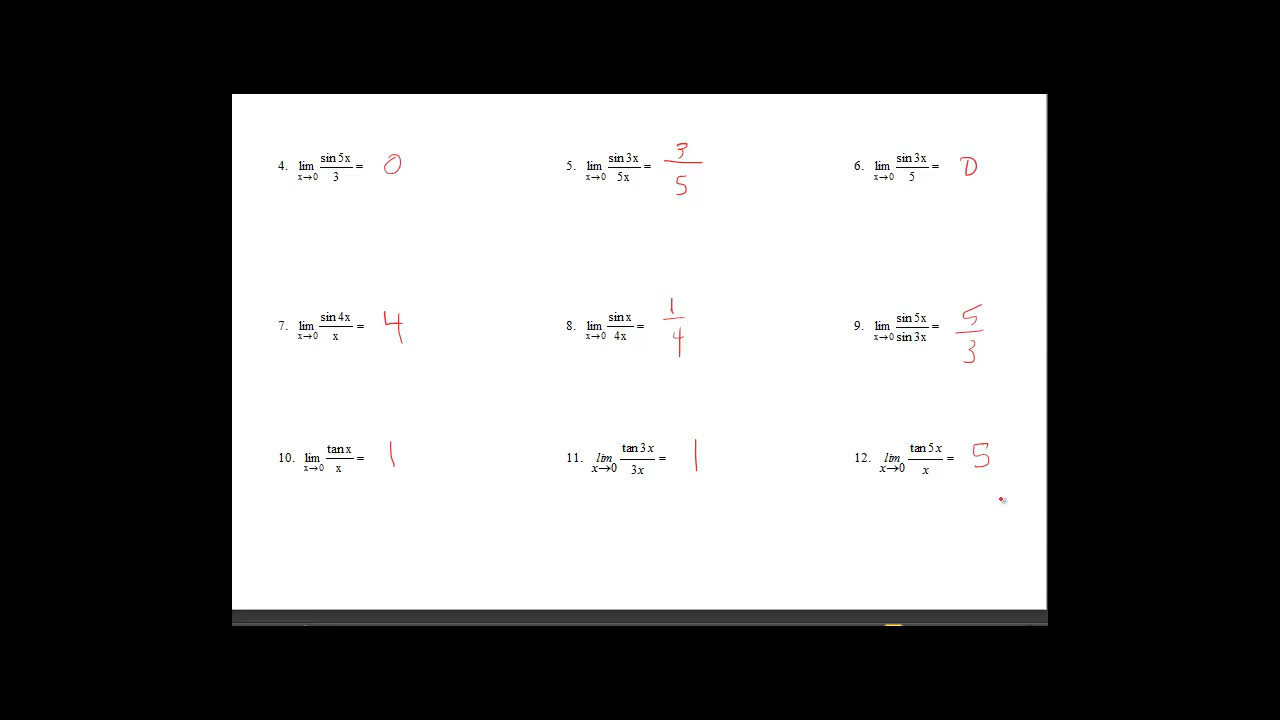 4. lim x→0 sin 5x / 3 = 0
5. lim x→0 sin 3x / 5x = 3/5
6. lim x→0 sin 3x / 5 = 0
7. lim x→0 sin 4x / x = 4
8. lim x→0 sin x / 4x = 1/4
9. lim x→0 sin 5x / sin 3x = 5/3
10. lim x→0 tan x / x = 1
11. lim x→0 tan 3x / 3x = 1
12. lim x→0 tan 5x / x = 5